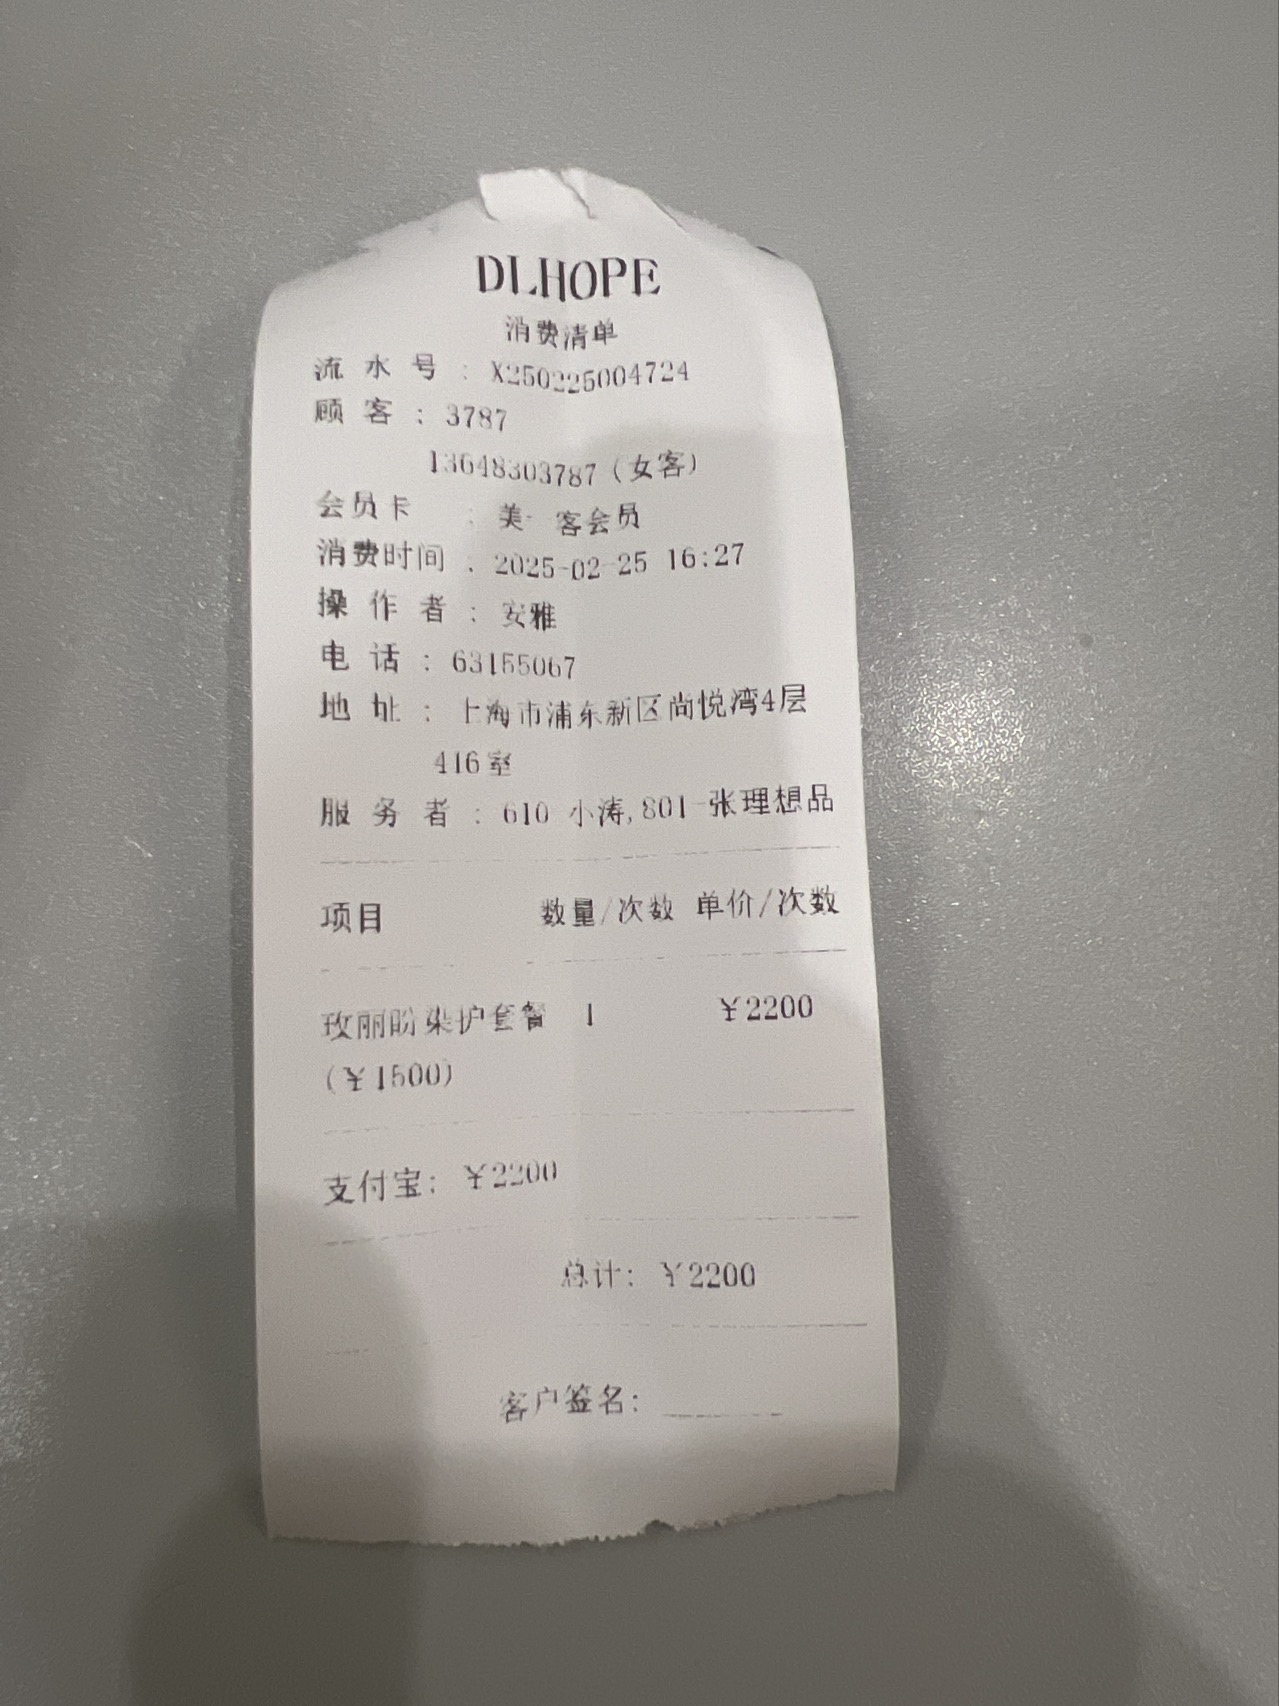 DLHOPE
消费清单
流 水 号 : X250225004724
顾 客 : 3787
13648303787(女客)
会员卡 : 美 客会员
消费时间 : 2025-02-25 16:27
操 作 者 : 安雅
电 话 : 63155067
地 址 : 上海市浦东新区尚悦湾4层
416室
服 务 者 : 610 小涛,801-张理想品
项目 数量/次数 单价/次数
玫丽盼染护套餐 1 ¥2200
(¥1500)
支付宝: ¥2200
总计: ¥2200
客户签名: